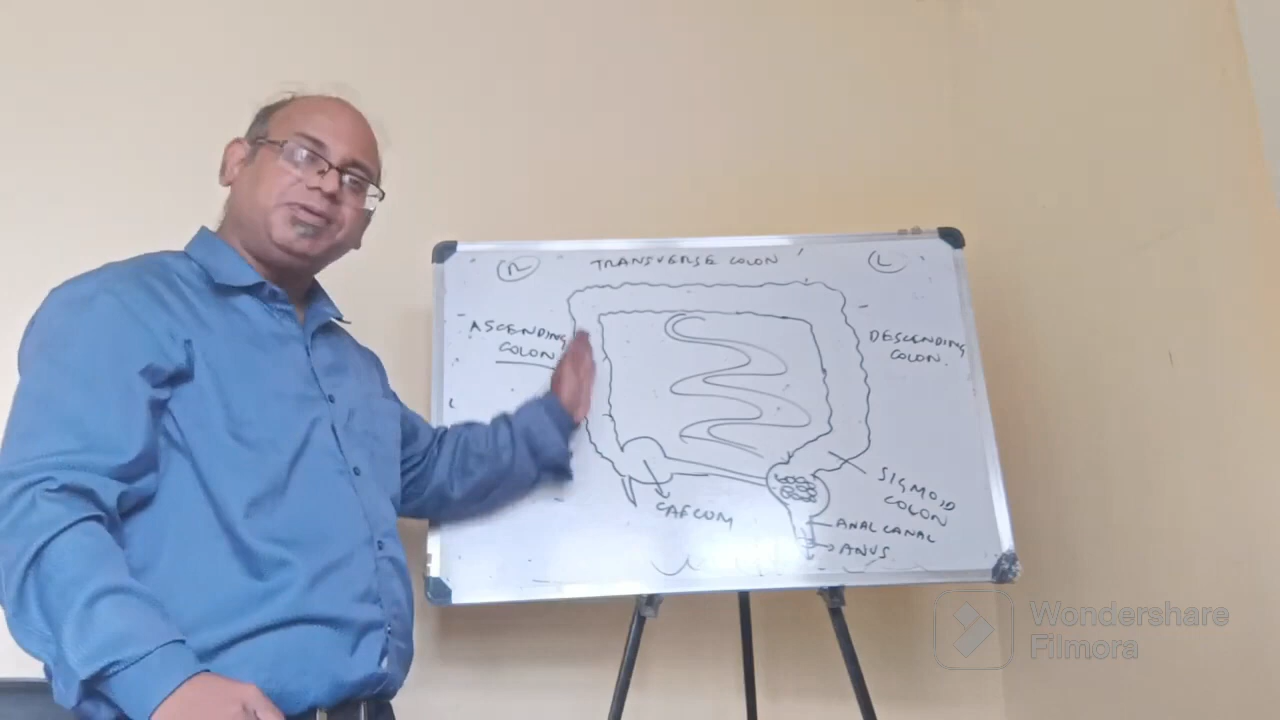 R
TRANSVERSE COLON
L
ASCENDING
COLON
DESCENDING
COLON
SIGMOID
COLON
CAECUM
ANAL CANAL
ANUS
Wondershare
Filmora